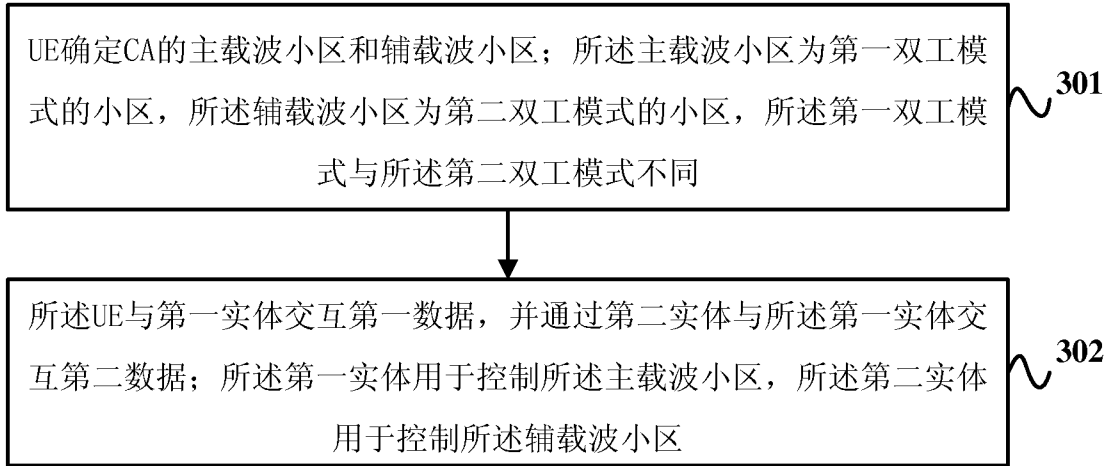 UE确定CA的主载波小区和辅载波小区；所述主载波小区为第一双工模
式的小区，所述辅载波小区为第二双工模式的小区，所述第一双工模
式与所述第二双工模式不同
301
所述UE与第一实体交互第一数据，并通过第二实体与所述第一实体交
互第二数据；所述第一实体用于控制所述主载波小区，所述第二实体
用于控制所述辅载波小区
302